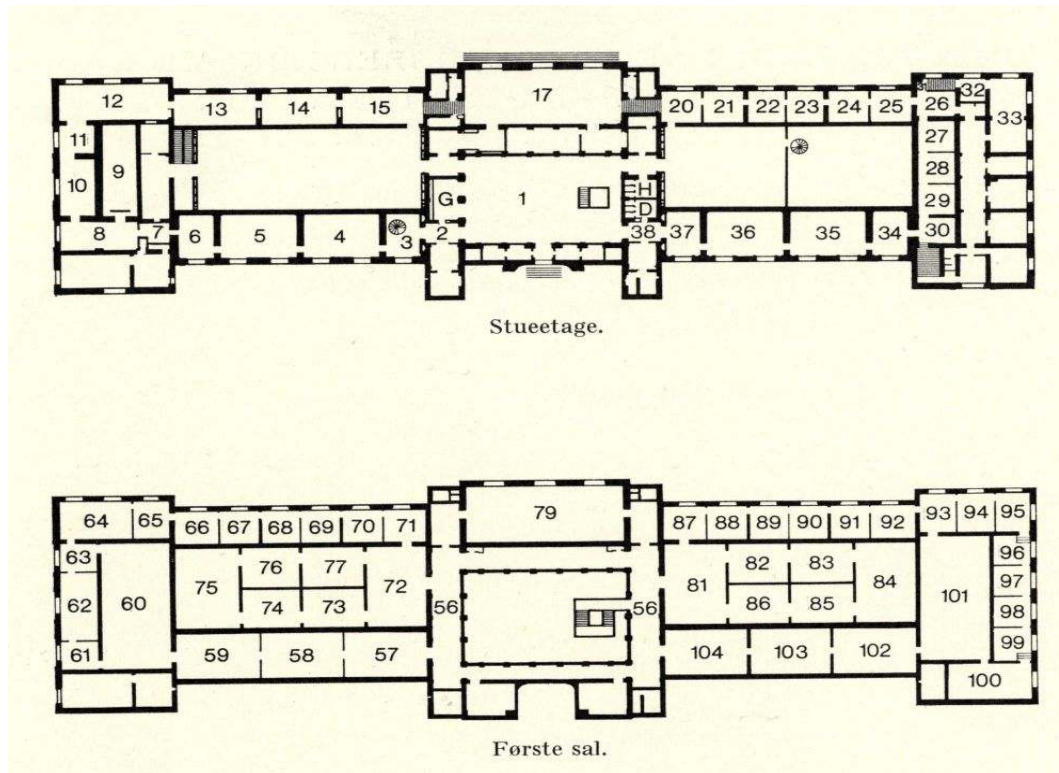 12 13 14 15 17 20 21 22 23 24 25 26 32 33
11 9 10 G 1 H D 27 28 29
8 7 6 5 4 3 2 38 37 36 35 34 30
Stueetage.
64 65 66 67 68 69 70 71 79 87 88 89 90 91 92 93 94 95
63 75 76 77 72 81 82 83 84 96
62 60 74 73 56 56 86 85 101 97 98
61 59 58 57 104 103 102 99 100
Første sal.